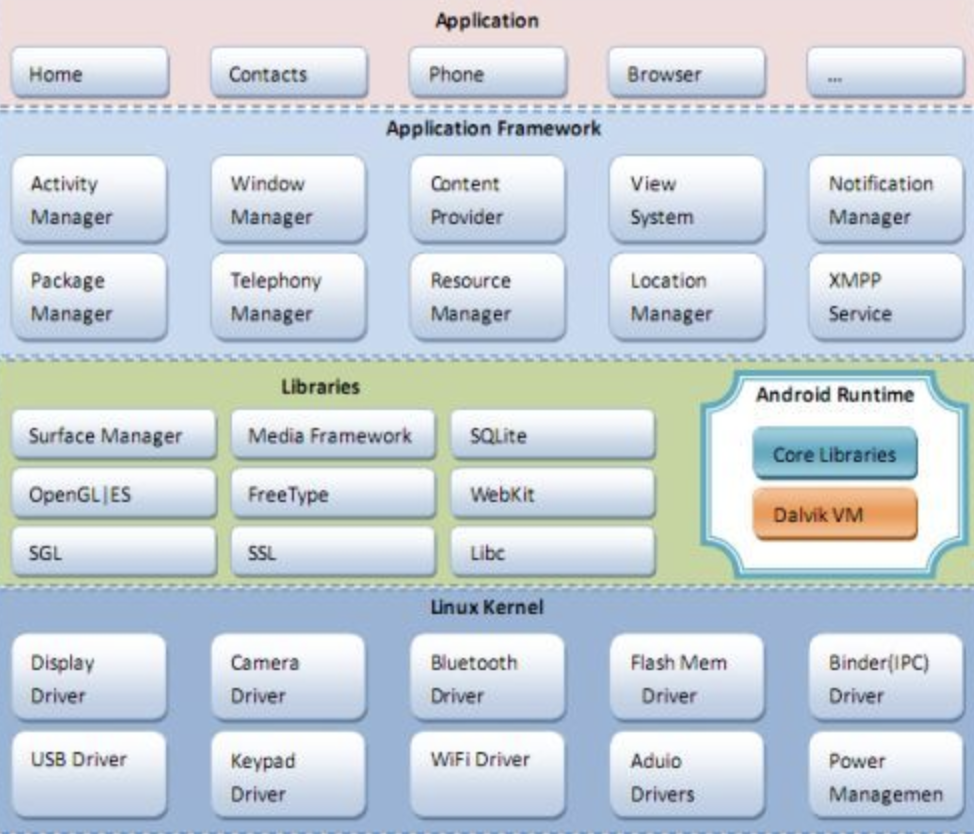 Application
Home
Contacts
Phone
Browser
...
Application Framework
Activity
Manager
Window
Manager
Content
Provider
View
System
Notification
Manager
Package
Manager
Telephony
Manager
Resource
Manager
Location
Manager
XMPP
Service
Libraries
Surface Manager
Media Framework
SQLite
OpenGL|ES
FreeType
WebKit
SGL
SSL
Libc
Android Runtime
Core Libraries
Dalvik VM
Linux Kernel
Display
Driver
Camera
Driver
Bluetooth
Driver
Flash Mem
Driver
Binder(IPC)
Driver
USB Driver
Keypad
Driver
WiFi Driver
Aduio
Drivers
Power
Managemen